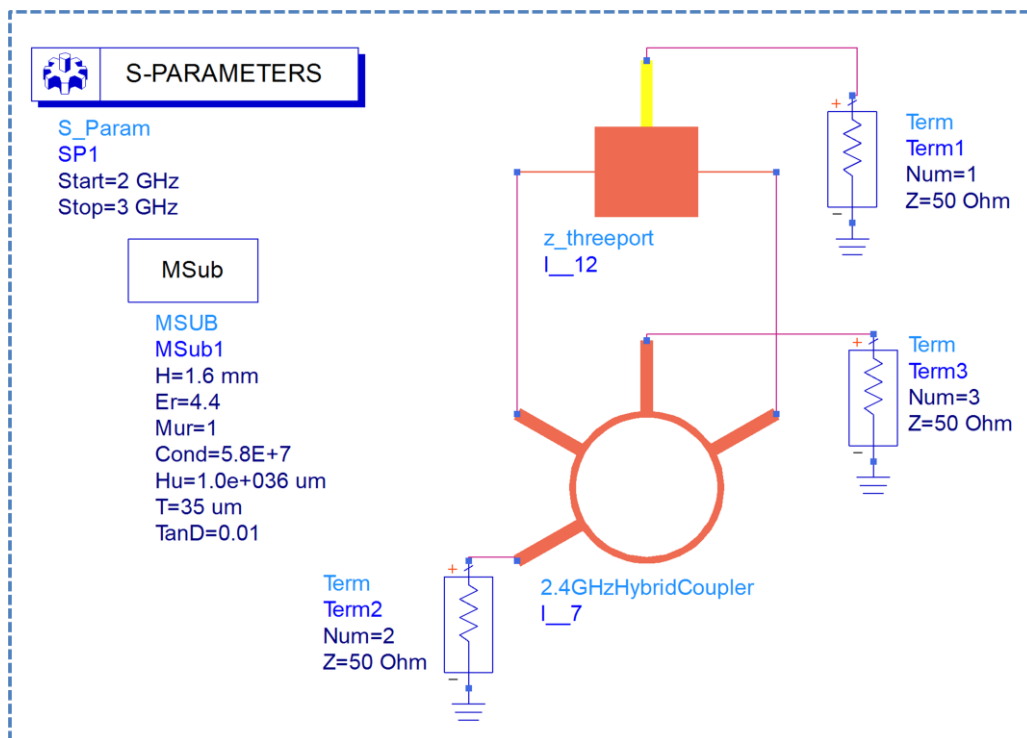 S-PARAMETERS
S_Param
SP1
Start=2 GHz
Stop=3 GHz
MSub
MSUB
MSub1
H=1.6 mm
Er=4.4
Mur=1
Cond=5.8E+7
Hu=1.0e+036 um
T=35 um
TanD=0.01
z_threeport
I__12
+
Term
Term1
Num=1
Z=50 Ohm
−
+
Term
Term3
Num=3
Z=50 Ohm
−
+
Term
Term2
Num=2
Z=50 Ohm
−
2.4GHzHybridCoupler
I__7